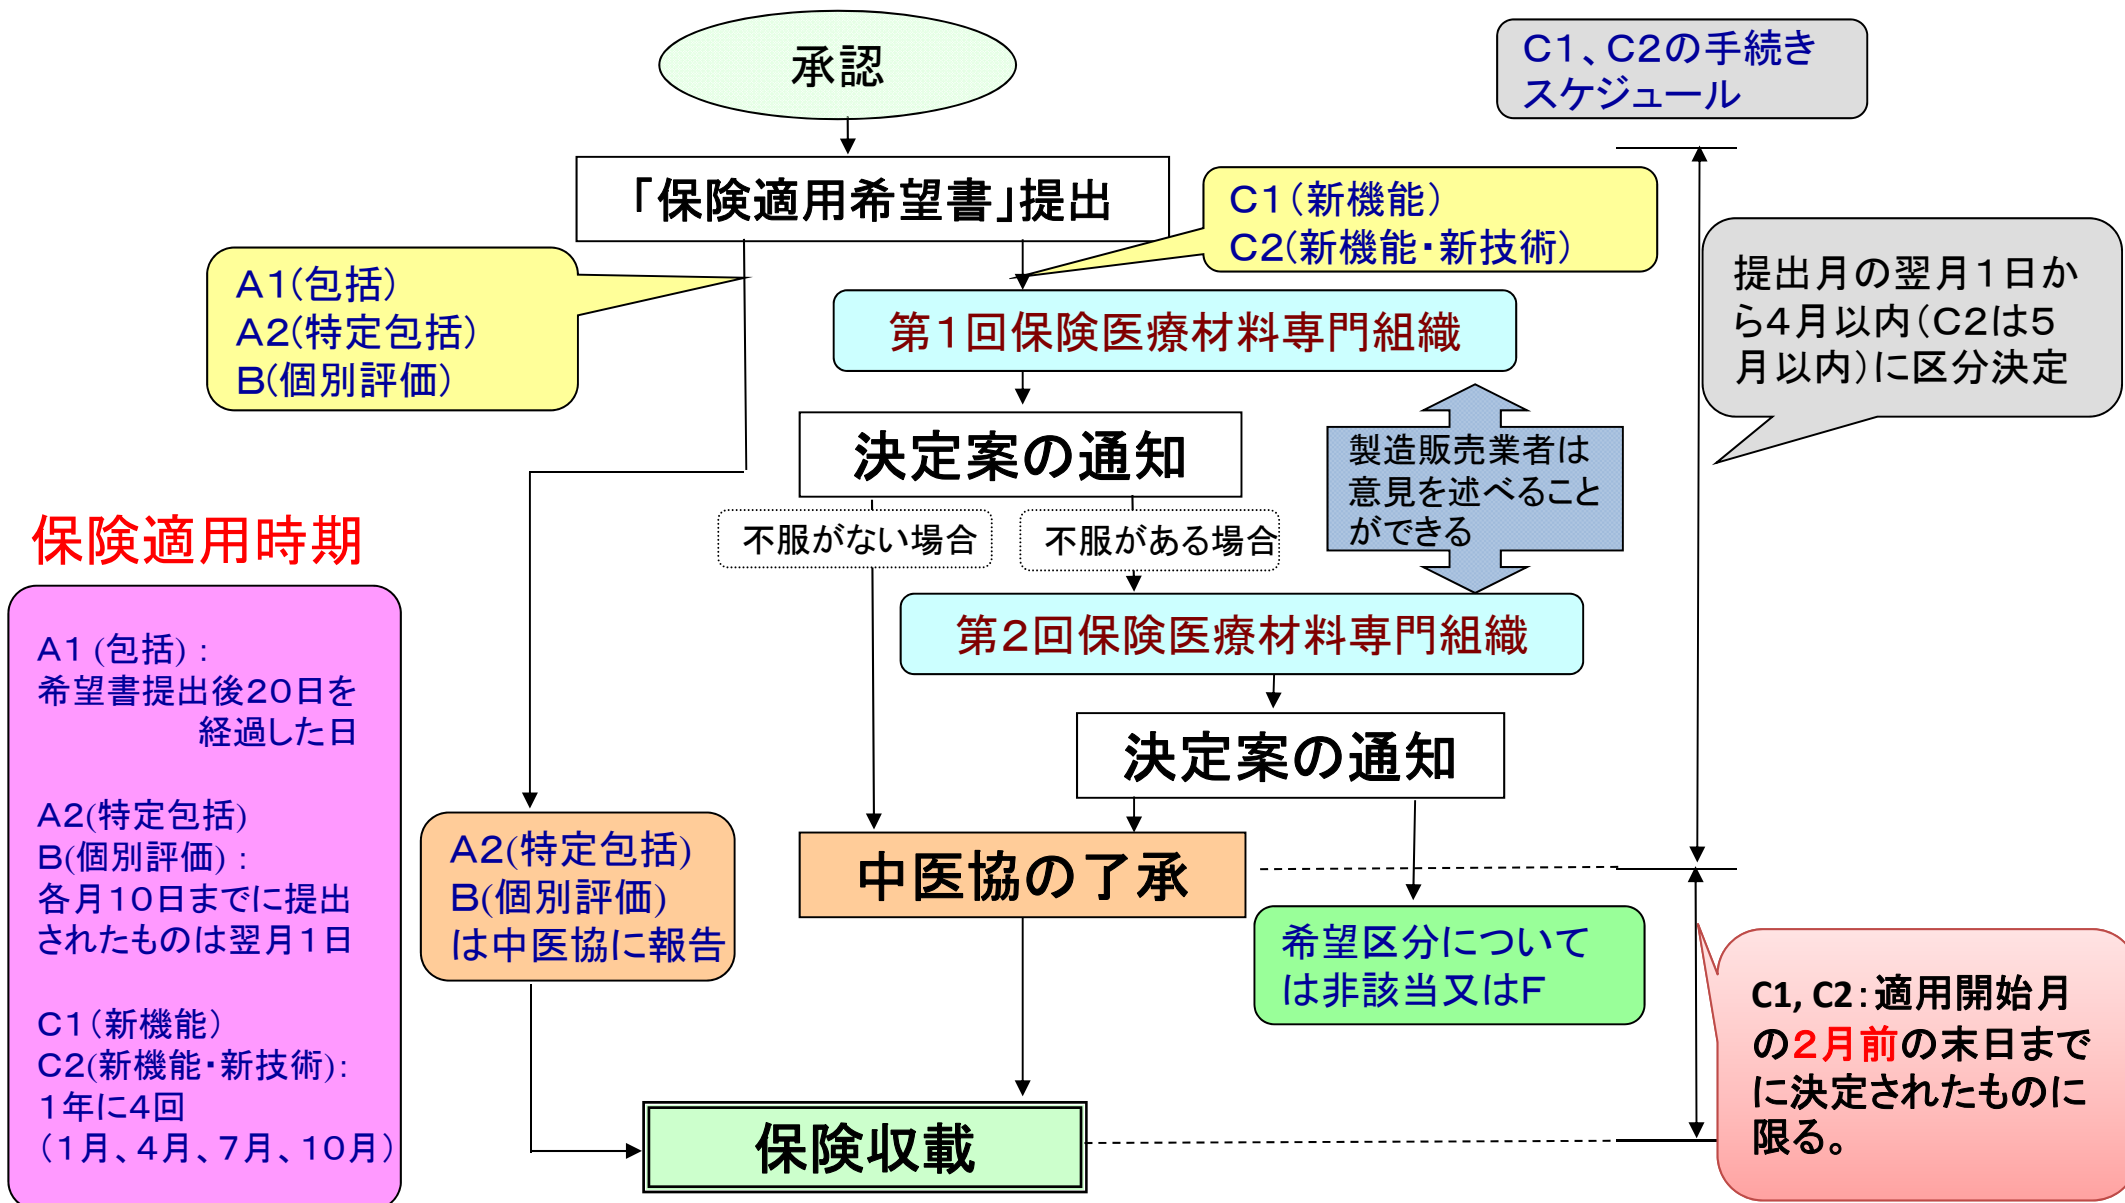 承認
C1、C2の手続き
スケジュール
「保険適用希望書」提出
C1（新機能）
C2(新機能・新技術)
A1(包括)
A2(特定包括)
B(個別評価)
提出月の翌月1日か
ら4月以内（C2は5
月以内）に区分決定
第1回保険医療材料専門組織
決定案の通知
製造販売業者は
意見を述べること
ができる
不服がない場合
不服がある場合
保険適用時期
第2回保険医療材料専門組織
A1 (包括)：
希望書提出後20日を
経過した日
A2(特定包括)
B(個別評価)：
各月10日までに提出
されたものは翌月1日
C1（新機能）
C2(新機能・新技術)：
1年に4回
（1月、4月、7月、10月）
決定案の通知
A2(特定包括)
B(個別評価)
は中医協に報告
中医協の了承
希望区分について
は非該当又はF
C1, C2：適用開始月
の2月前の末日まで
に決定されたものに
限る。
保険収載